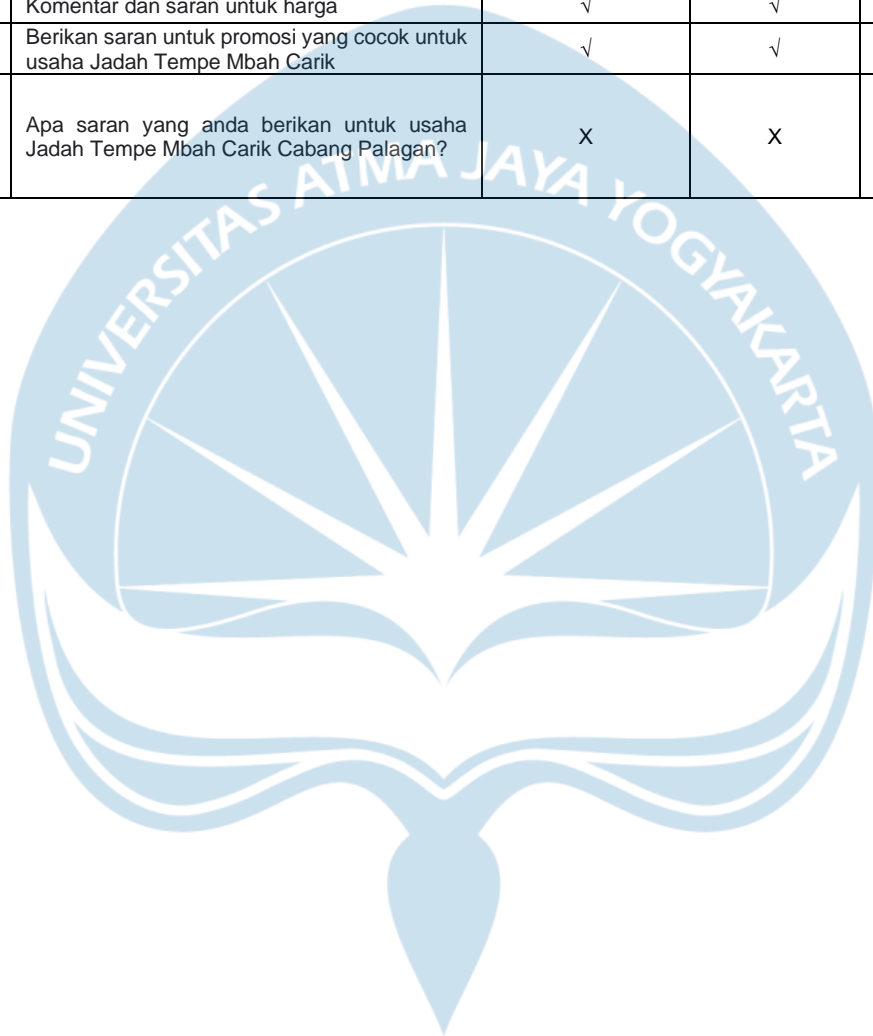 Komentar dan saran untuk harga √ √
Berikan saran untuk promosi yang cocok untuk
usaha Jadah Tempe Mbah Carik √ √
Apa saran yang anda berikan untuk usaha
Jadah Tempe Mbah Carik Cabang Palagan? X X
UNIVERSITAS ATMA JAYA YOGYAKARTA